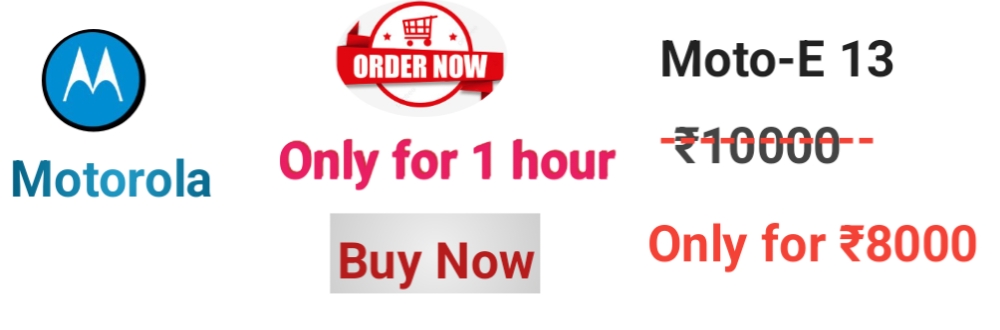 Motorola
ORDER NOW
Only for 1 hour
Buy Now
Moto-E 13
₹10000
Only for ₹8000